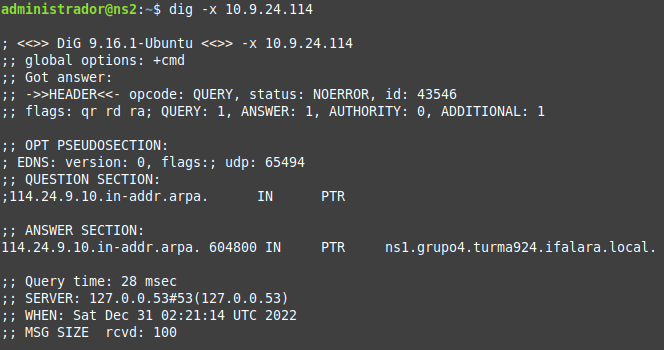 administrador@ns2:~$ dig -x 10.9.24.114
; <<>> DiG 9.16.1-Ubuntu <<>> -x 10.9.24.114
;; global options: +cmd
;; Got answer:
;; ->>HEADER<<- opcode: QUERY, status: NOERROR, id: 43546
;; flags: qr rd ra; QUERY: 1, ANSWER: 1, AUTHORITY: 0, ADDITIONAL: 1
;; OPT PSEUDOSECTION:
; EDNS: version: 0, flags:; udp: 65494
;; QUESTION SECTION:
;114.24.9.10.in-addr.arpa. IN PTR
;; ANSWER SECTION:
114.24.9.10.in-addr.arpa. 604800 IN PTR ns1.grupo4.turma924.ifalara.local.
;; Query time: 28 msec
;; SERVER: 127.0.0.53#53(127.0.0.53)
;; WHEN: Sat Dec 31 02:21:14 UTC 2022
;; MSG SIZE rcvd: 100